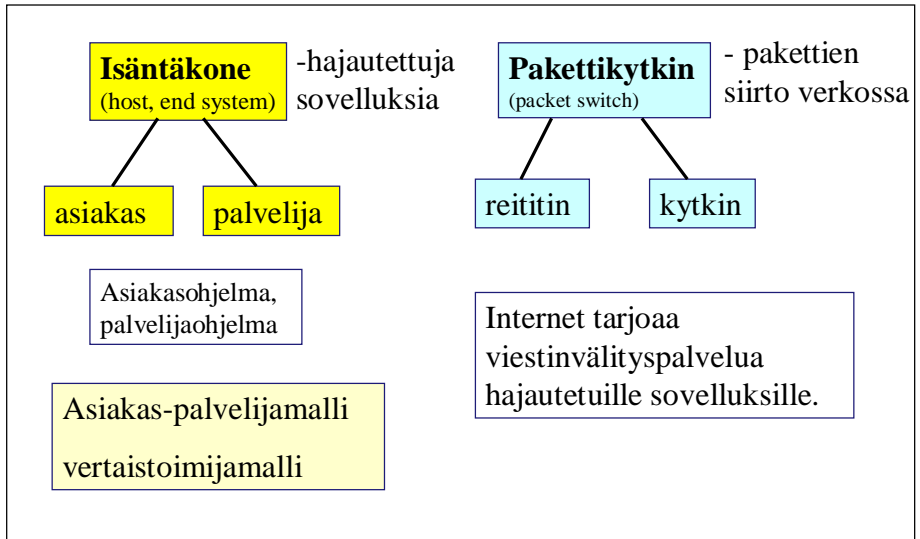 Isäntäkone
(host, end system)
-hajautettuja
sovelluksia
asiakas
palvelija
Asiakasohjelma,
palvelijaohjelma
Asiakas-palvelijamalli
vertaistoimijamalli
Pakettikytkin
(packet switch)
- pakettien
siirto verkossa
reititin
kytkin
Internet tarjoaa
viestinvälityspalvelua
hajautetuille sovelluksille.